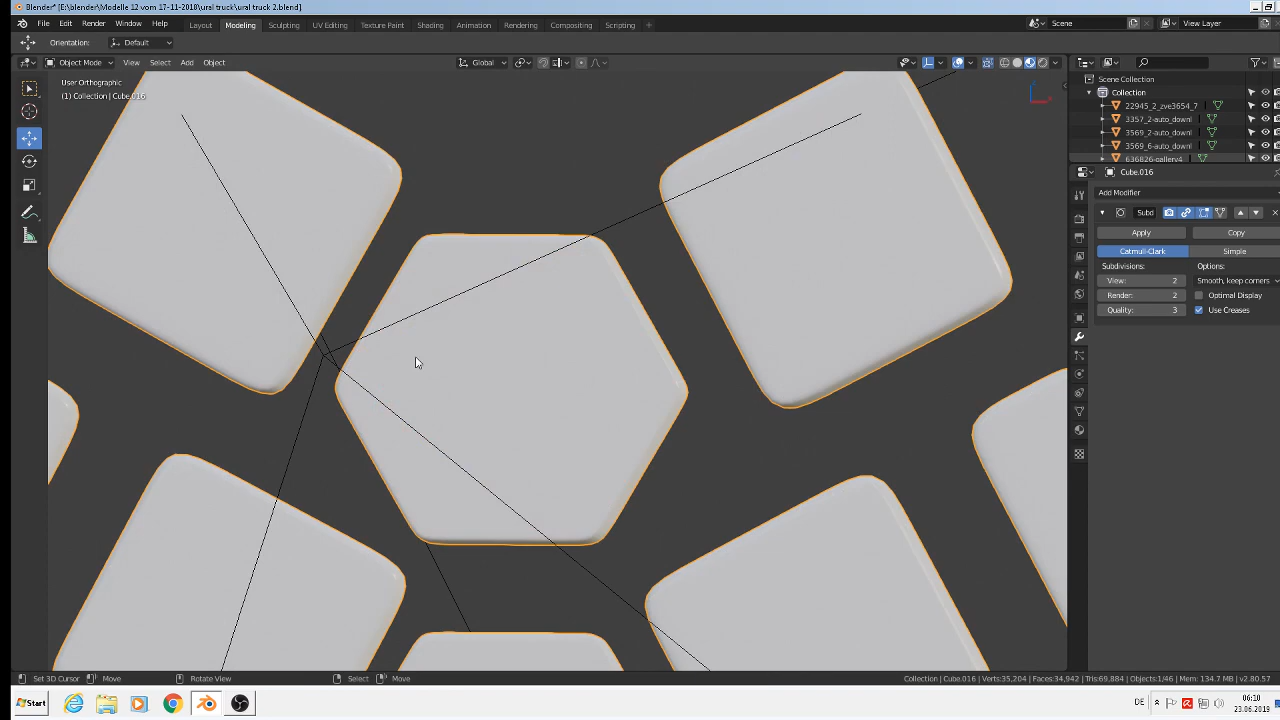 Blender* [E:\blender\Modelle 12 vom 17-11-2018\ural truck\ural truck 2.blend]
File Edit Render Window Help Layout Modeling Sculpting UV Editing Texture Paint Shading Animation Rendering Compositing Scripting + Scene View Layer
Orientation: Default
Object Mode View Select Add Object Global
User Orthographic
(1) Collection | Cube.016
Scene Collection
Collection
22945_2_zve3654_7
3357_2-auto_downl
3569_2-auto_downl
3569_6-auto_downl
636826-gallery4
Cube.016
Add Modifier
Subd
Apply Copy
Catmull-Clark Simple
Subdivisions: Options:
View: 2 Smooth, keep corners
Render: 2 Optimal Display
Quality: 3 Use Creases
Set 3D Cursor Move Rotate View Select Move Collection | Cube.016 | Verts:35,204 | Faces:34,942 | Tris:69,884 | Objects:1/46 | Mem: 134.7 MB | v2.80.57
Start DE 06:10
23.06.2019